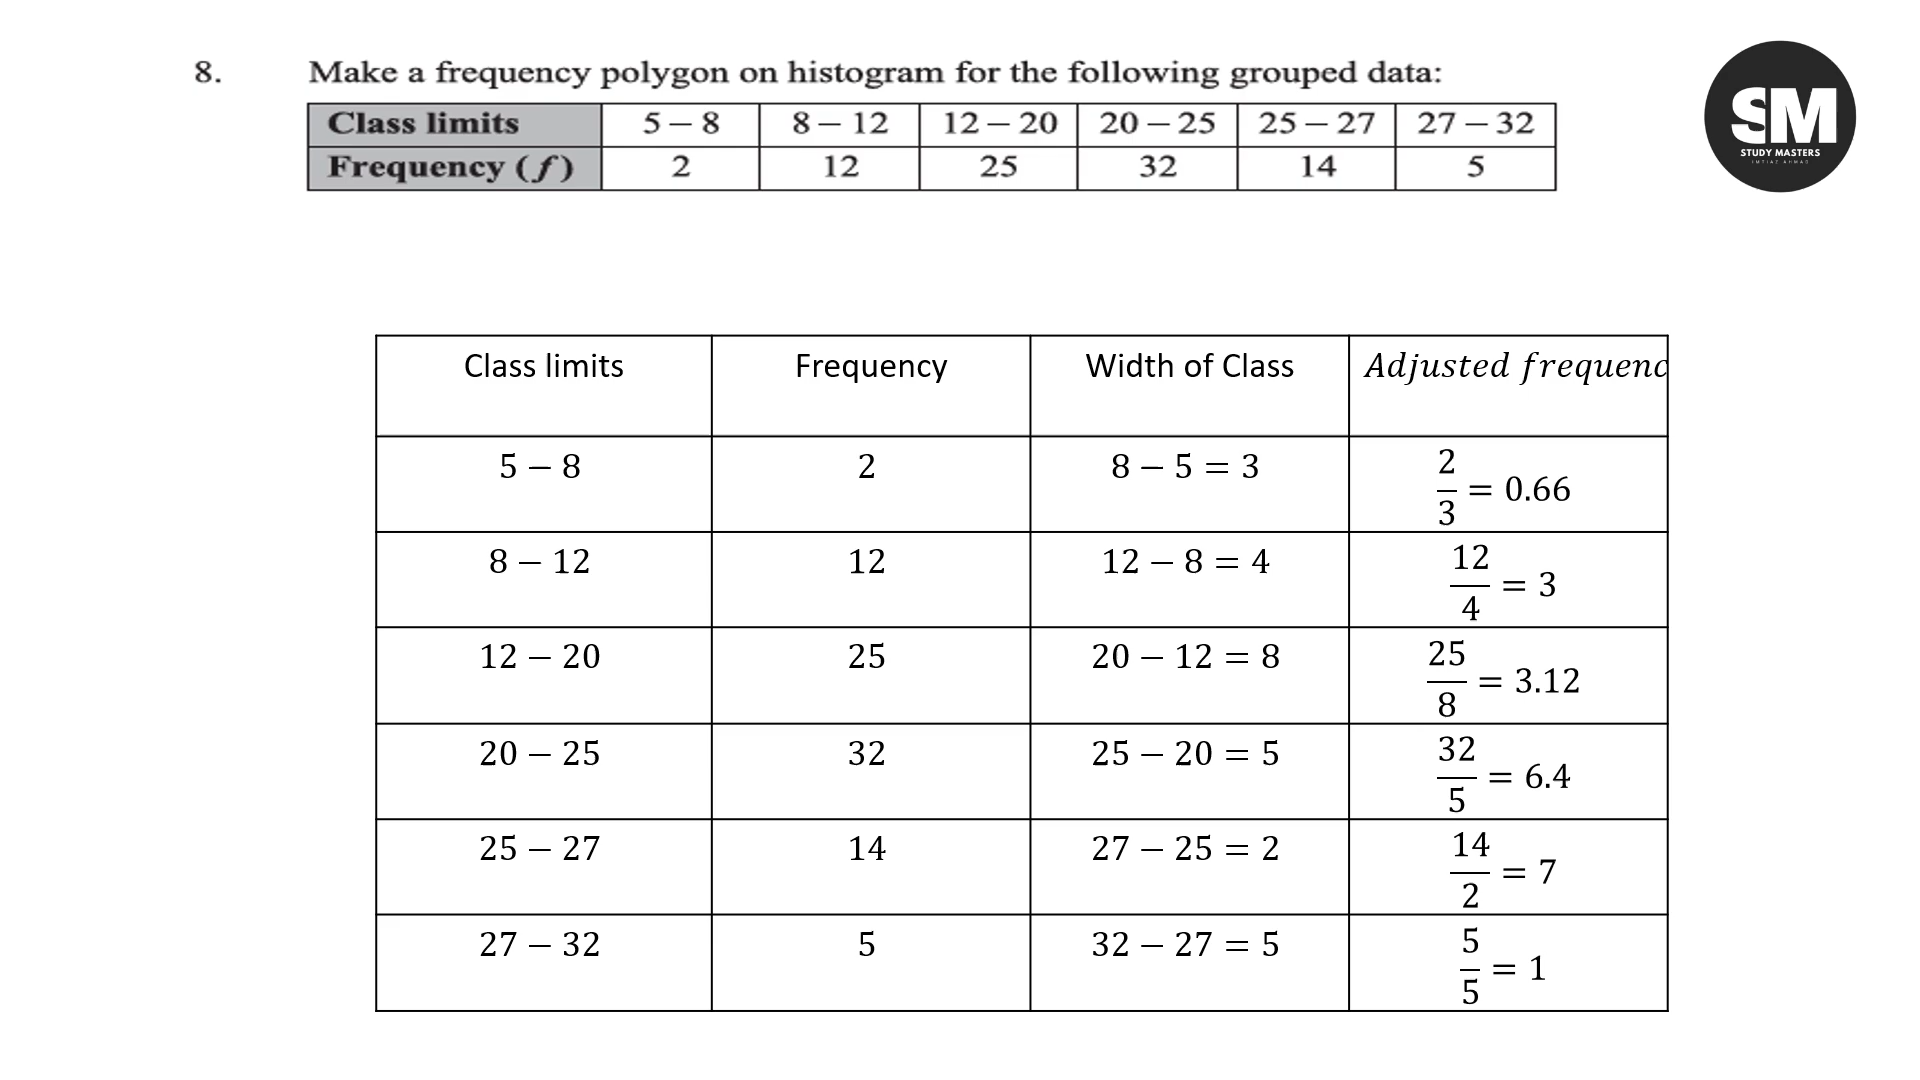 8. Make a frequency polygon on histogram for the following grouped data:
Class limits 5 – 8 8 – 12 12 – 20 20 – 25 25 – 27 27 – 32
Frequency (f) 2 12 25 32 14 5
SM
STUDY MASTERS
IMTIAZ AHMAD
Class limits Frequency Width of Class Adjusted frequenc
5 − 8 2 8 − 5 = 3 2/3 = 0.66
8 − 12 12 12 − 8 = 4 12/4 = 3
12 − 20 25 20 − 12 = 8 25/8 = 3.12
20 − 25 32 25 − 20 = 5 32/5 = 6.4
25 − 27 14 27 − 25 = 2 14/2 = 7
27 − 32 5 32 − 27 = 5 5/5 = 1